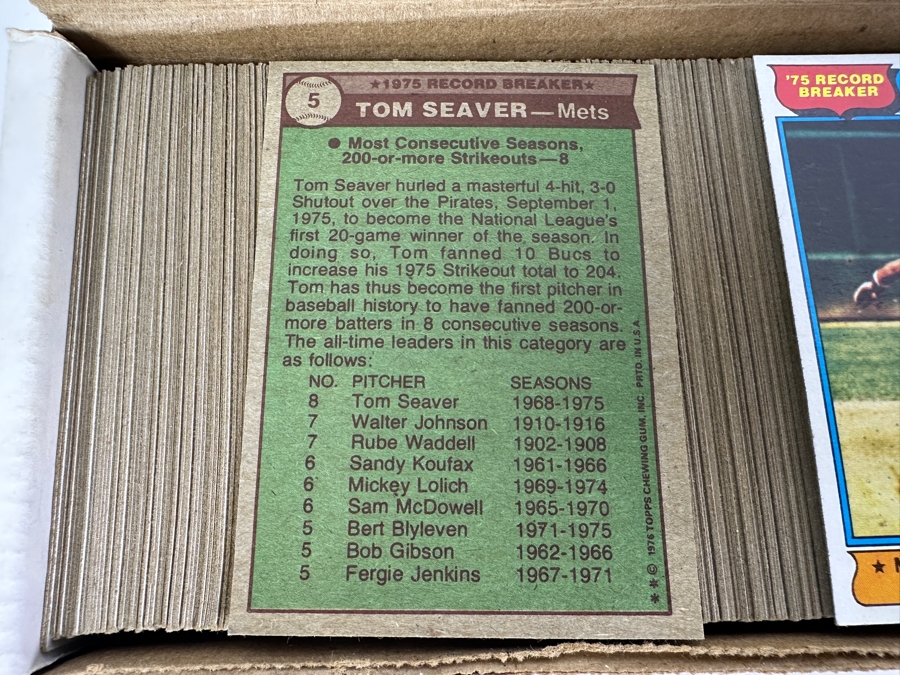 5
★1975 RECORD BREAKER★
TOM SEAVER—Mets
● Most Consecutive Seasons,
200-or-more Strikeouts—8
Tom Seaver hurled a masterful 4-hit, 3-0
Shutout over the Pirates, September 1,
1975, to become the National League's
first 20-game winner of the season. In
doing so, Tom fanned 10 Bucs to
increase his 1975 Strikeout total to 204.
Tom has thus become the first pitcher in
baseball history to have fanned 200-or-
more batters in 8 consecutive seasons.
The all-time leaders in this category are
as follows:
NO. PITCHER SEASONS
8 Tom Seaver 1968-1975
7 Walter Johnson 1910-1916
7 Rube Waddell 1902-1908
6 Sandy Koufax 1961-1966
6 Mickey Lolich 1969-1974
6 Sam McDowell 1965-1970
5 Bert Blyleven 1971-1975
5 Bob Gibson 1962-1966
5 Fergie Jenkins 1967-1971
** © 1976 TOPPS CHEWING GUM, INC. PRTD. IN U.S.A.
'75 RECORD
BREAKER
★